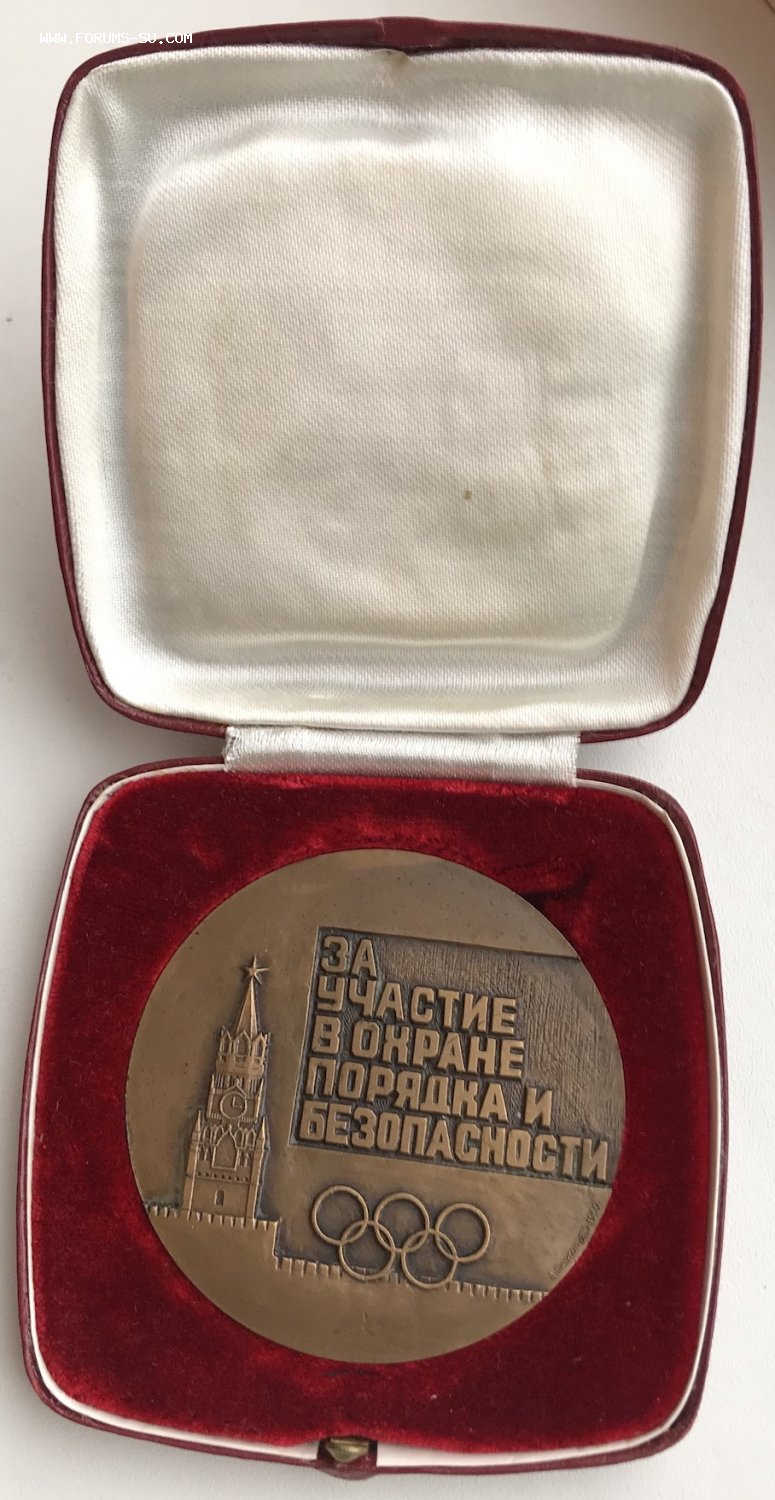 WWW.FORUMS-SU.COM
ЗА
УЧАСТИЕ
В ОХРАНЕ
ПОРЯДКА И
БЕЗОПАСНОСТИ